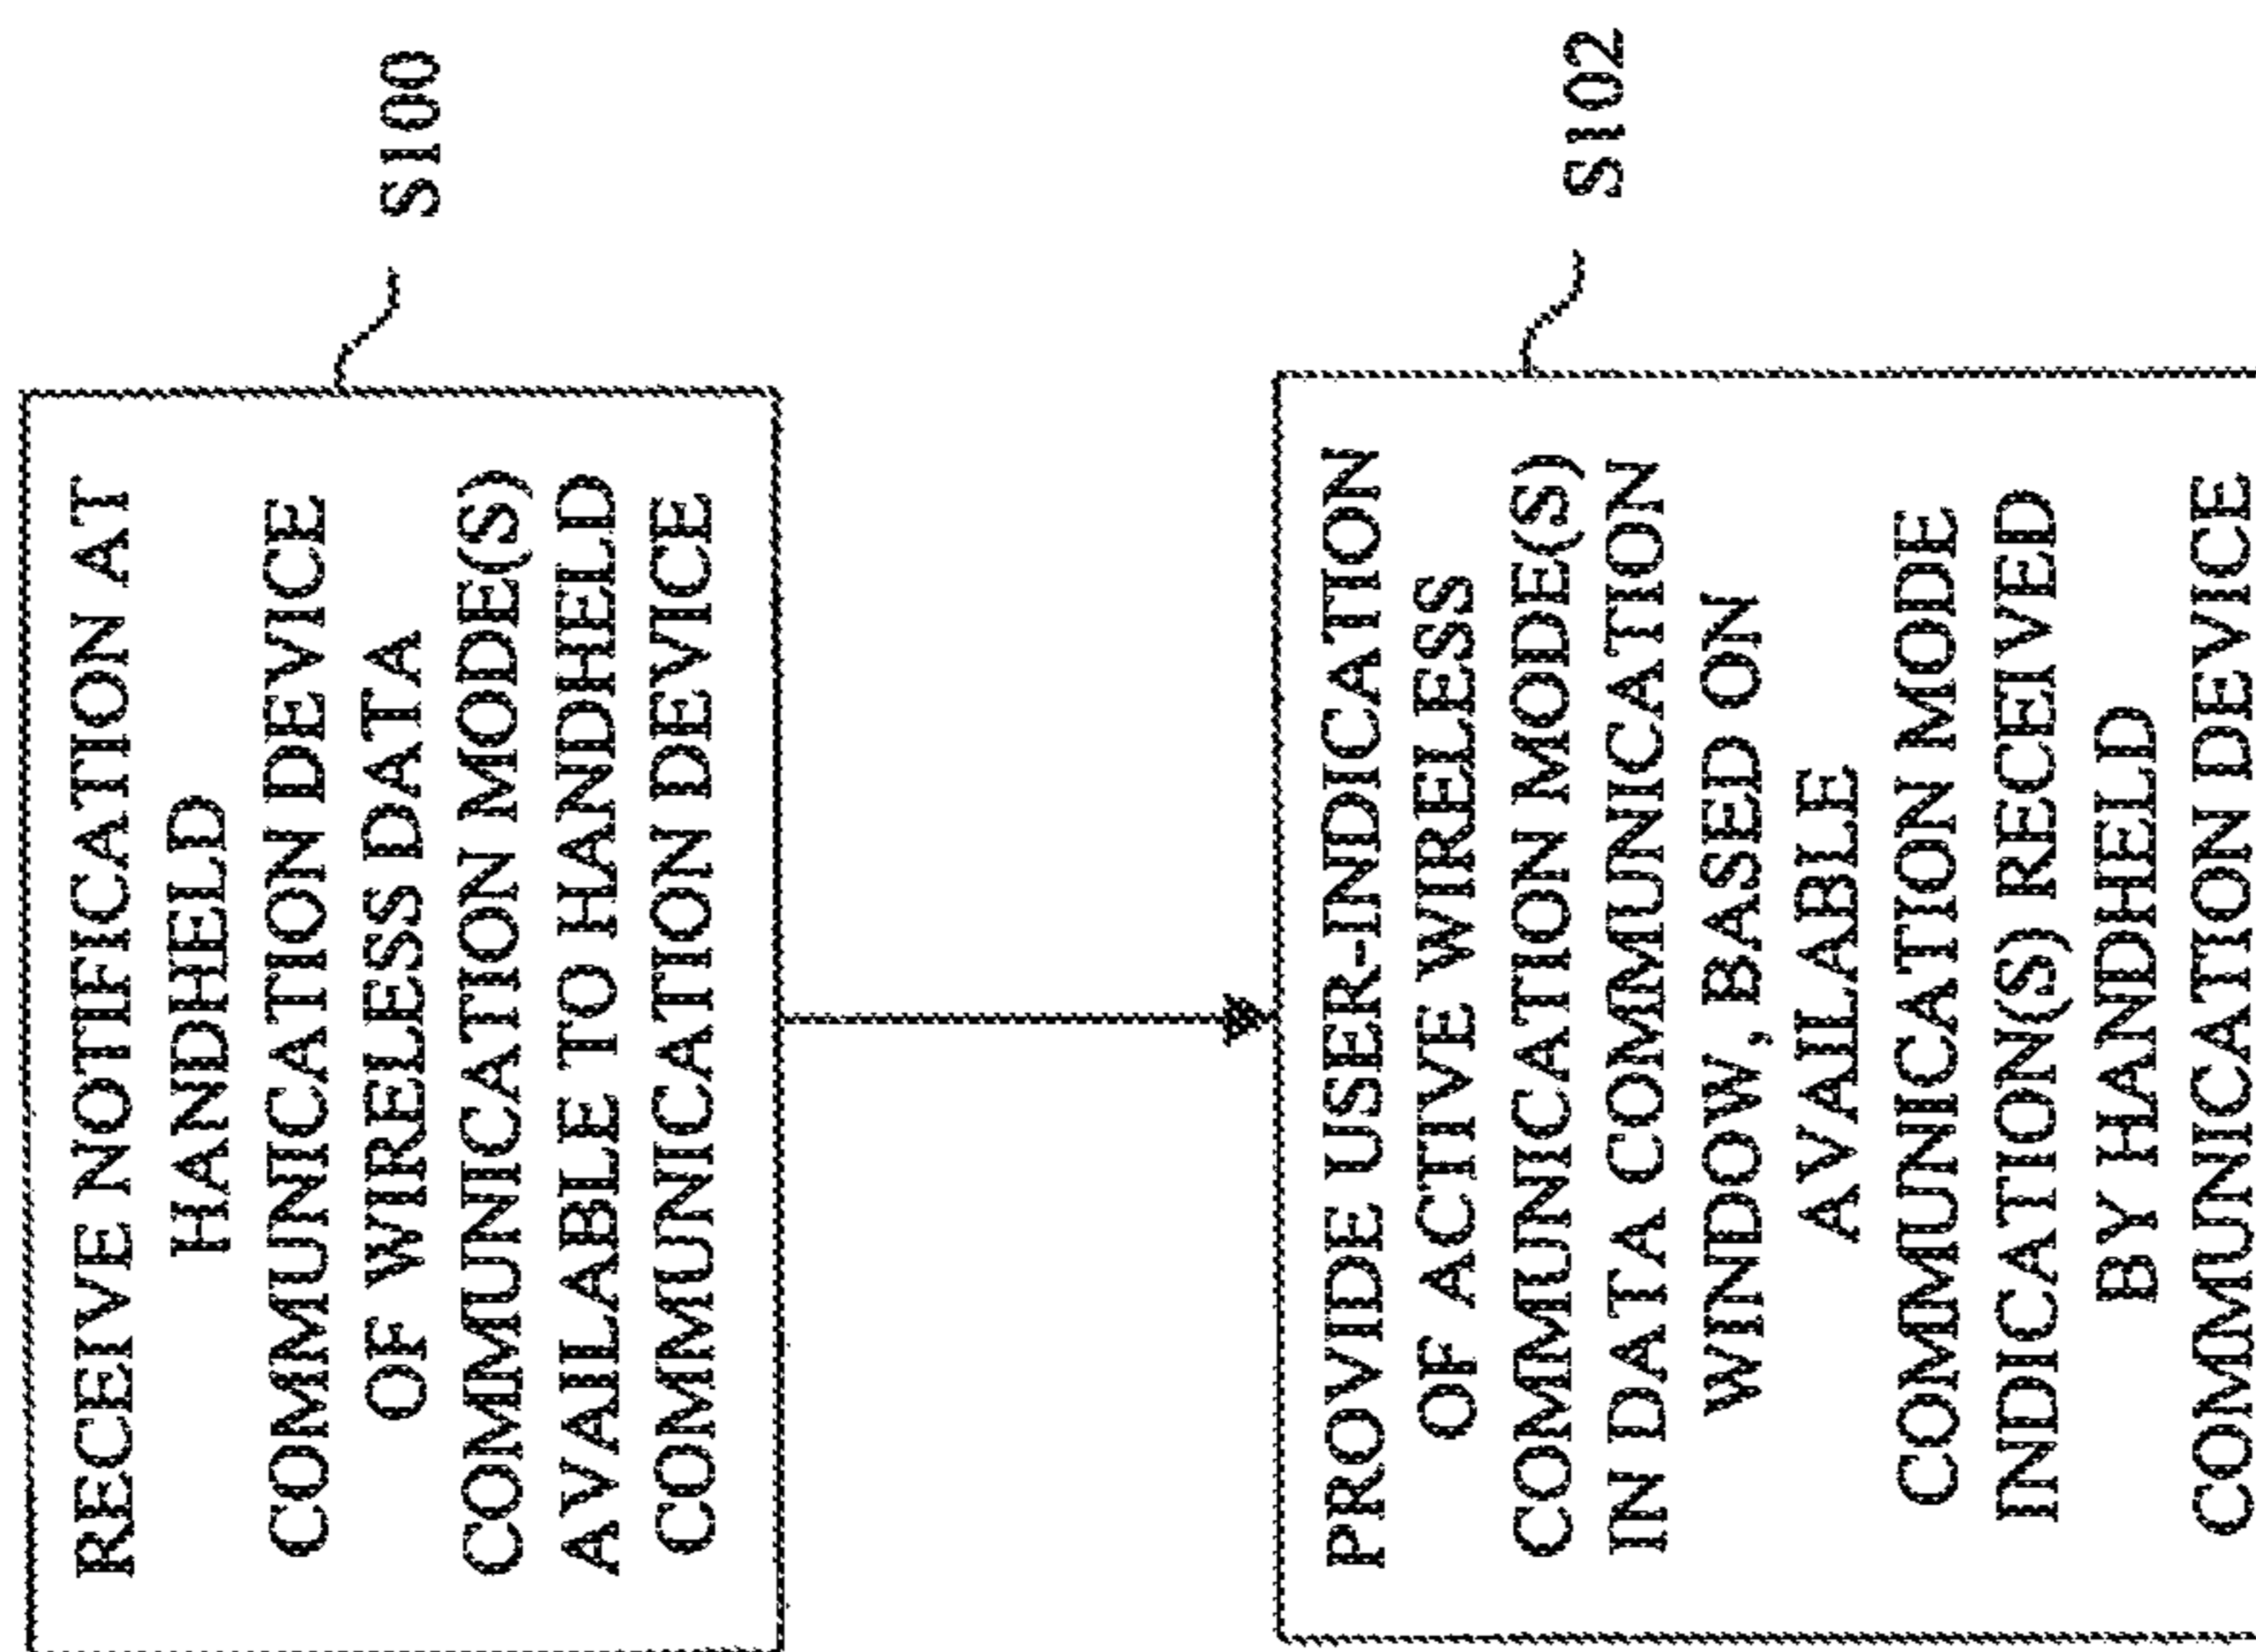 RECEIVE NOTIFICATION AT
HANDHELD
COMMUNICATION DEVICE
OF WIRELESS DATA
COMMUNICATION MODE(S)
AVAILABLE TO HANDHELD
COMMUNICATION DEVICE
S100
PROVIDE USER-INDICATION
OF ACTIVE WIRELESS
COMMUNICATION MODE(S)
IN DATA COMMUNICATION
WINDOW, BASED ON
AVAILABLE
COMMUNICATION MODE
INDICATION(S) RECEIVED
BY HANDHELD
COMMUNICATION DEVICE
S102